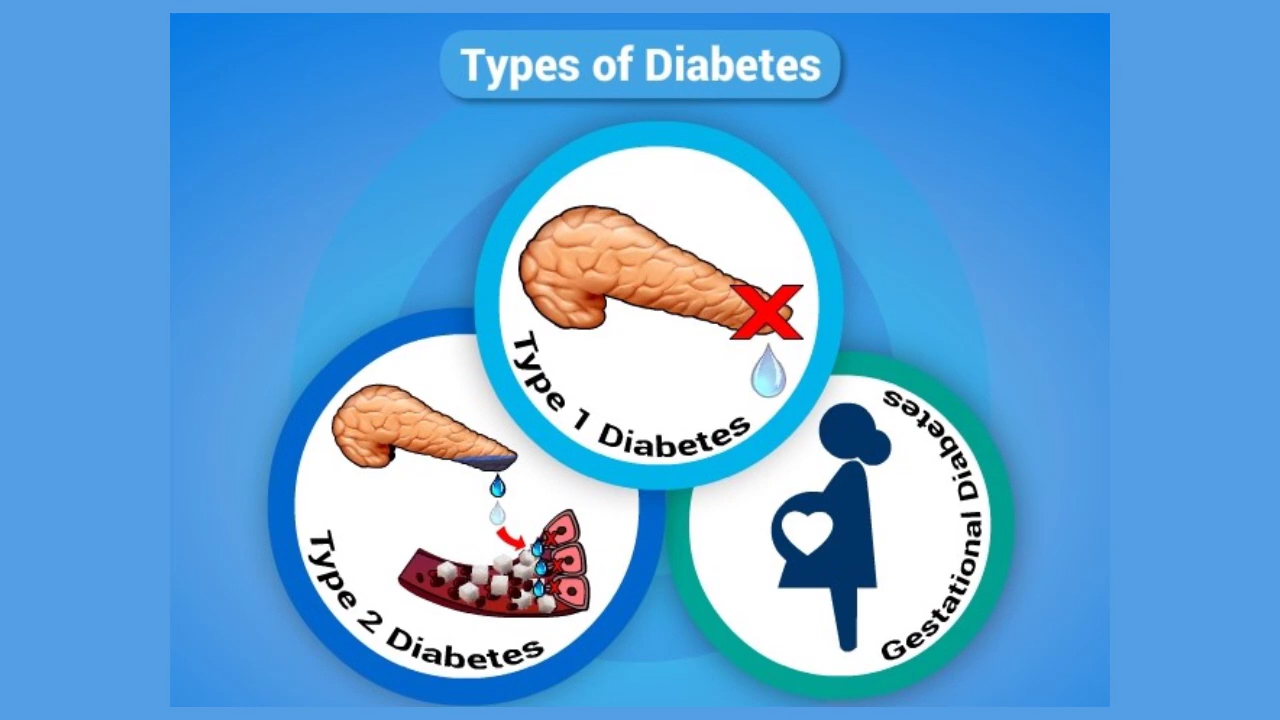 Types of Diabetes
Type 1 Diabetes
Type 2 Diabetes
Gestational Diabetes